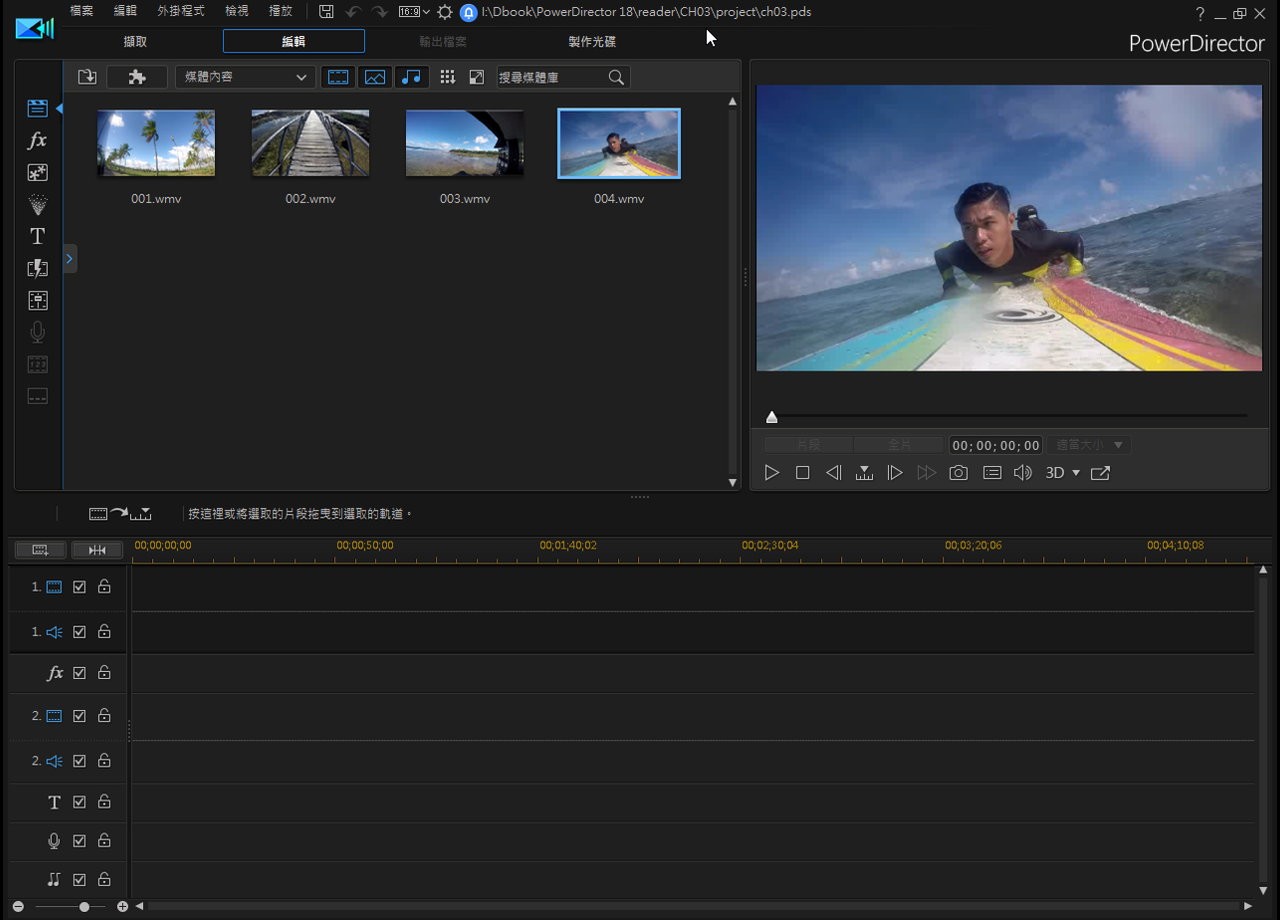 檔案 編輯 外掛程式 檢視 播放 16:9 I:\Dbook\PowerDirector 18\reader\CH03\project\ch03.pds ?
擷取 編輯 輸出檔案 製作光碟
PowerDirector
媒體內容 搜尋媒體庫
fx
T
001.wmv 002.wmv 003.wmv 004.wmv
片段 全片 00;00;00;00 適當大小
3D
按這裡或將選取的片段拖曳到選取的軌道。
00;00;00;00 00;00;50;00 00;01;40;02 00;02;30;04 00;03;20;06 00;04;10;08
1.
1.
fx
2.
2.
T